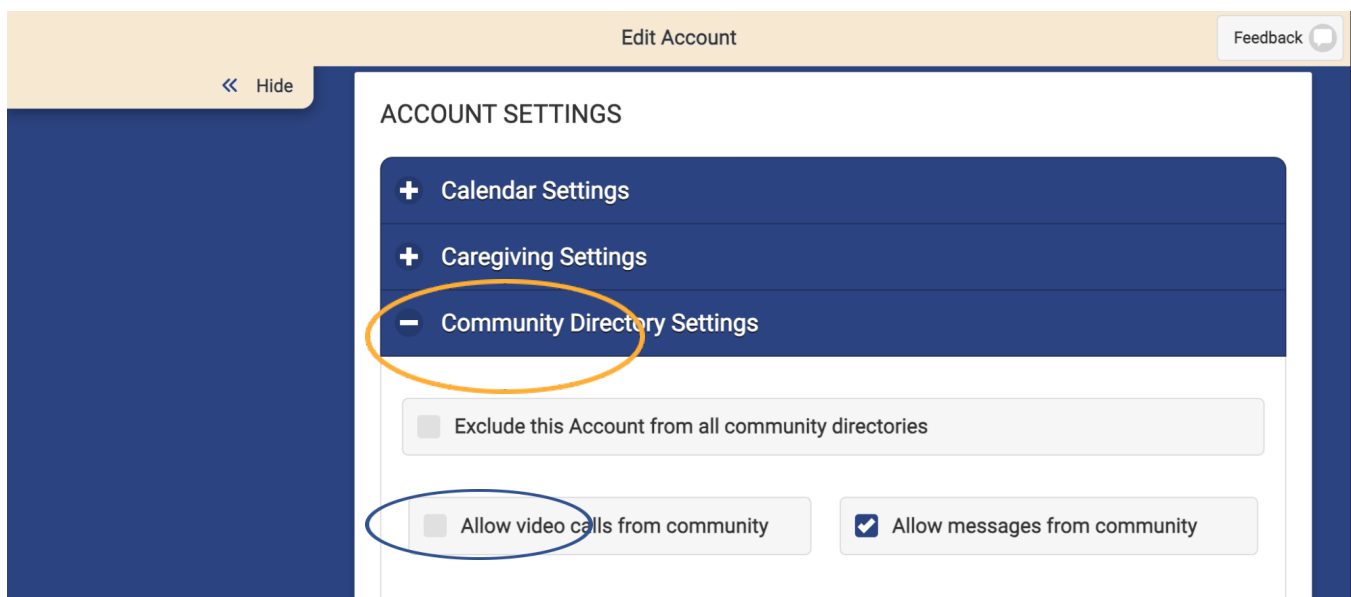 Edit Account
Feedback
« Hide
ACCOUNT SETTINGS
Calendar Settings
Caregiving Settings
Community Directory Settings
Exclude this Account from all community directories
Allow video calls from community
Allow messages from community